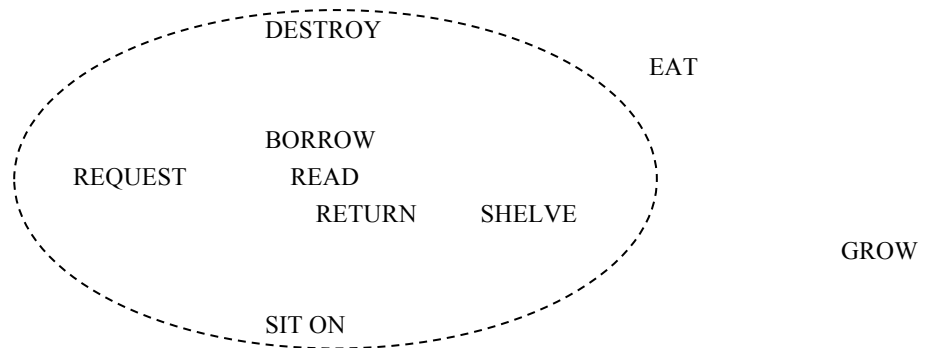 DESTROY
EAT
BORROW
REQUEST READ
RETURN SHELVE
GROW
SIT ON